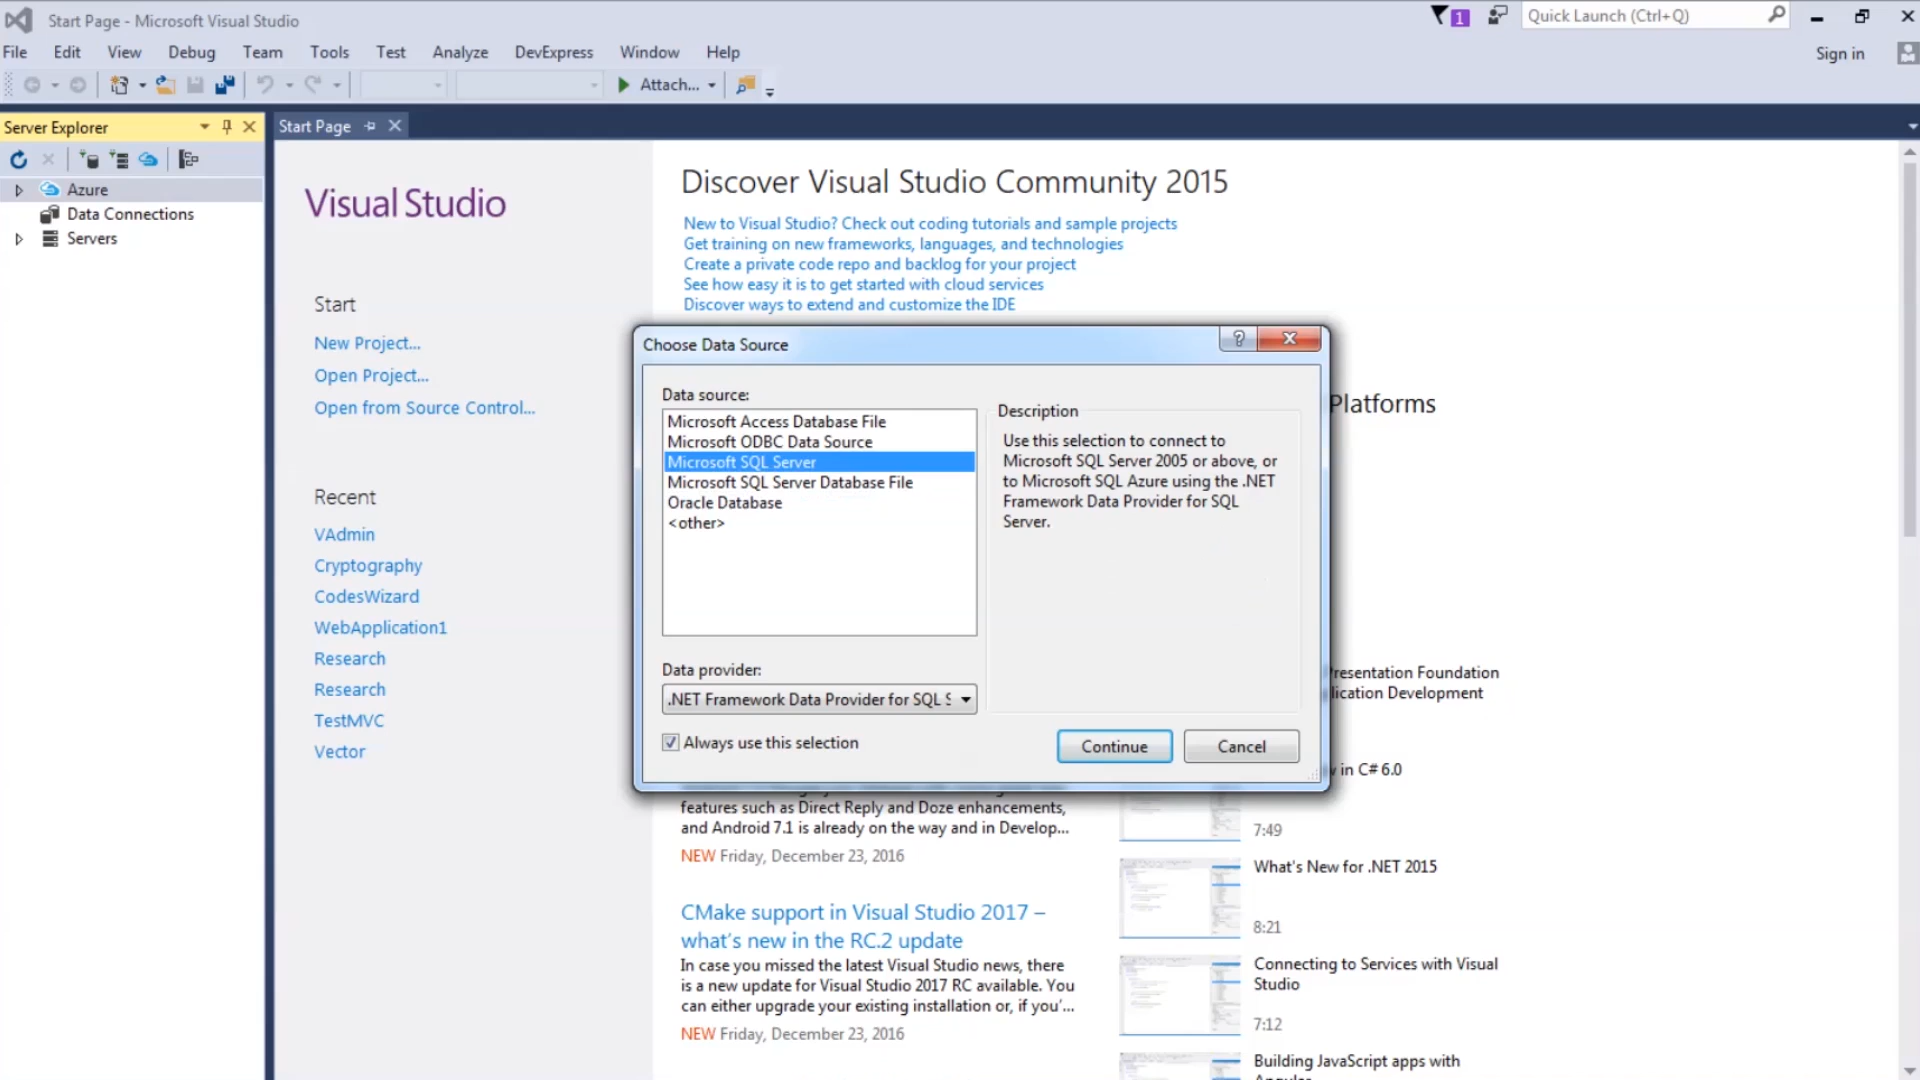 Start Page - Microsoft Visual Studio
1
Quick Launch (Ctrl+Q)
File Edit View Debug Team Tools Test Analyze DevExpress Window Help
Sign in
Attach...
Server Explorer
Start Page
Azure
Data Connections
Servers
Visual Studio
Start
New Project...
Open Project...
Open from Source Control...
Recent
VAdmin
Cryptography
CodesWizard
WebApplication1
Research
Research
TestMVC
Vector
Discover Visual Studio Community 2015
New to Visual Studio? Check out coding tutorials and sample projects
Get training on new frameworks, languages, and technologies
Create a private code repo and backlog for your project
See how easy it is to get started with cloud services
Discover ways to extend and customize the IDE
Choose Data Source
?
Data source:
Microsoft Access Database File
Microsoft ODBC Data Source
Microsoft SQL Server
Microsoft SQL Server Database File
Oracle Database
<other>
Description
Use this selection to connect to
Microsoft SQL Server 2005 or above, or
to Microsoft SQL Azure using the .NET
Framework Data Provider for SQL
Server.
Data provider:
.NET Framework Data Provider for SQL S
Always use this selection
Continue
Cancel
Platforms
Presentation Foundation
lication Development
in C# 6.0
7:49
features such as Direct Reply and Doze enhancements,
and Android 7.1 is already on the way and in Develop...
NEW Friday, December 23, 2016
What's New for .NET 2015
8:21
CMake support in Visual Studio 2017 –
what's new in the RC.2 update
In case you missed the latest Visual Studio news, there
is a new update for Visual Studio 2017 RC available. You
can either upgrade your existing installation or, if you'...
NEW Friday, December 23, 2016
Connecting to Services with Visual
Studio
7:12
Building JavaScript apps with